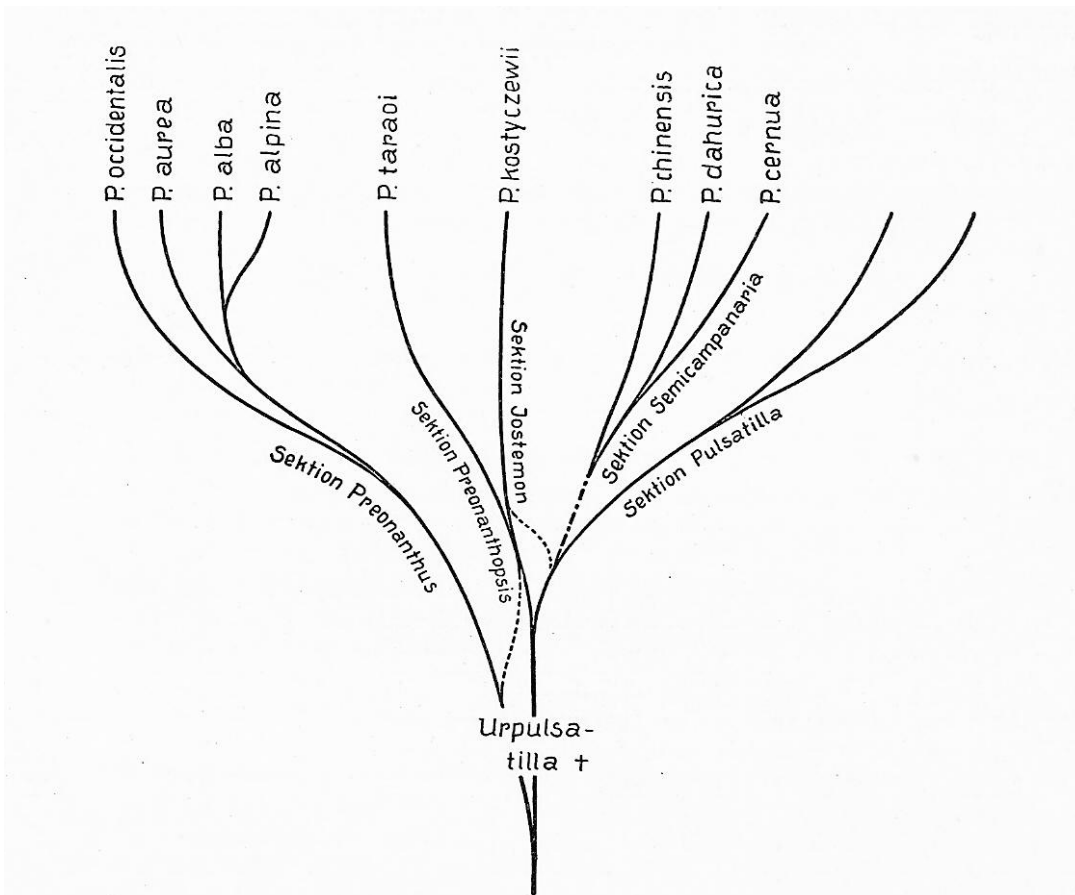 P. occidentalis
P. aurea
P. alba
P. alpina
P. taraoi
P. kostyczewii
P. chinensis
P. dahurica
P. cernua
Sektion Preonanthus
Sektion Preonanthopsis
Sektion Jostemon
Sektion Semicampanaria
Sektion Pulsatilla
Urpulsa-
tilla †